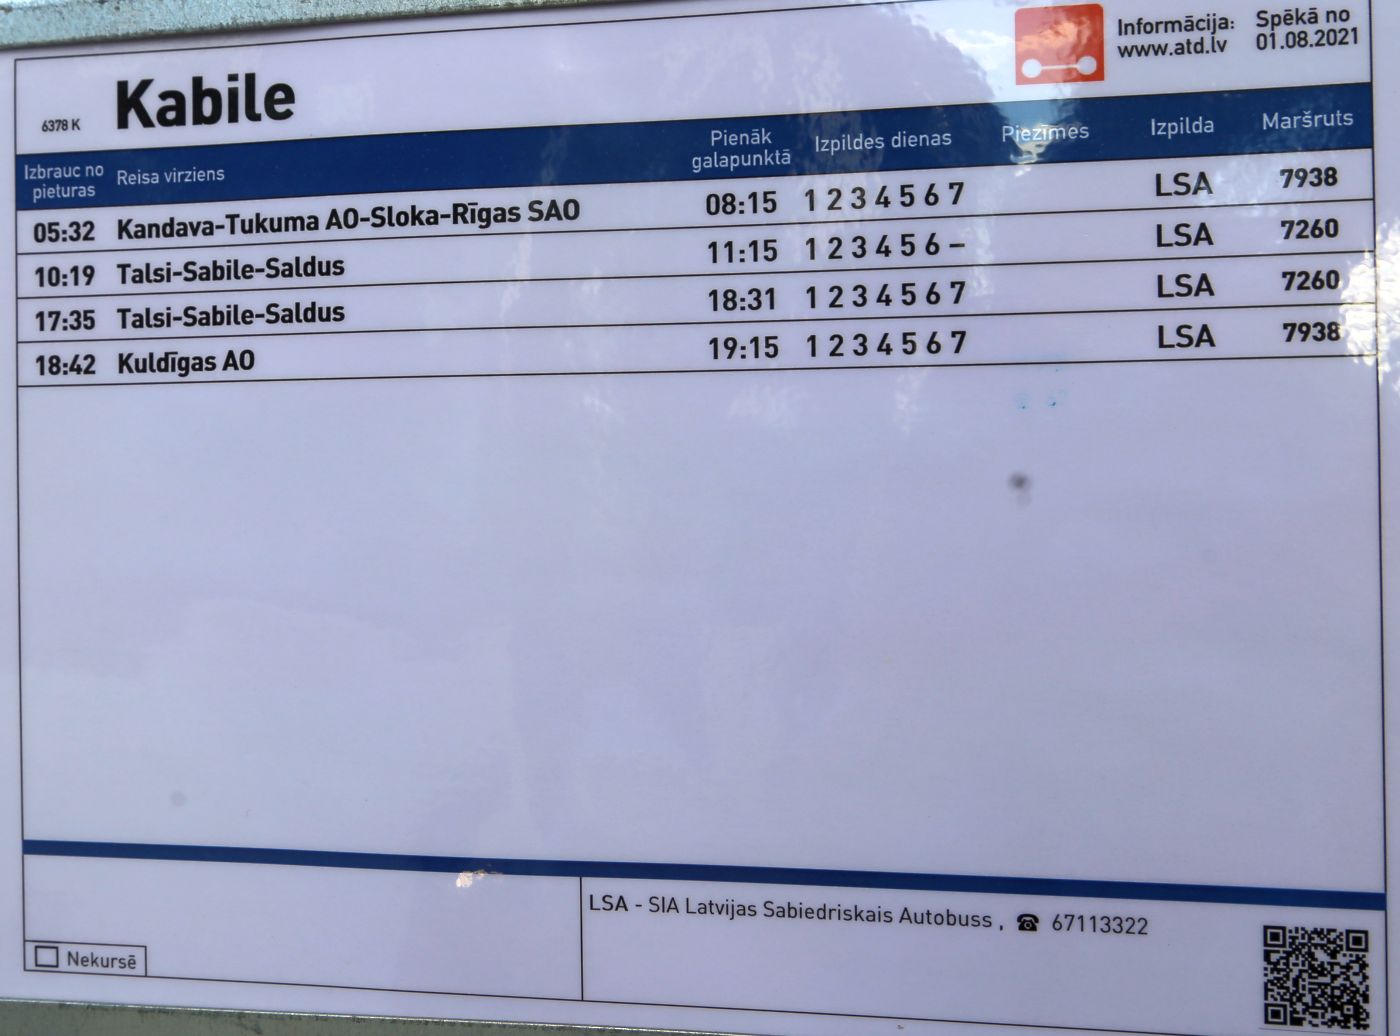 Informācija: Spēkā no
www.atd.lv 01.08.2021
6378 K Kabile
Izbrauc no pieturas Reisa virziens Pienāk galapunktā Izpildes dienas Piezīmes Izpilda Maršruts
05:32 Kandava-Tukuma AO-Sloka-Rīgas SAO 08:15 1 2 3 4 5 6 7 LSA 7938
10:19 Talsi-Sabile-Saldus 11:15 1 2 3 4 5 6 – LSA 7260
17:35 Talsi-Sabile-Saldus 18:31 1 2 3 4 5 6 7 LSA 7260
18:42 Kuldīgas AO 19:15 1 2 3 4 5 6 7 LSA 7938
LSA - SIA Latvijas Sabiedriskais Autobuss , ☎ 67113322
Nekursē